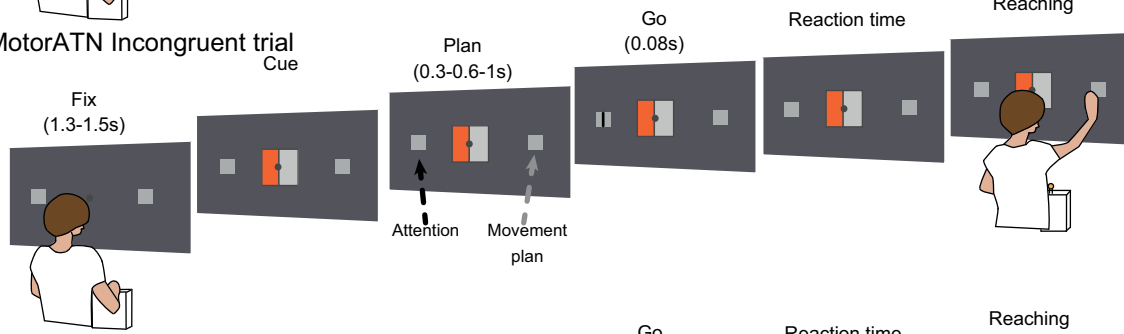 MotorATN Incongruent trial
Fix
(1.3-1.5s)
Cue
Plan
(0.3-0.6-1s)
Attention
Movement
plan
Go
(0.08s)
Reaction time
Reaching
Go
Reaction time
Reaching